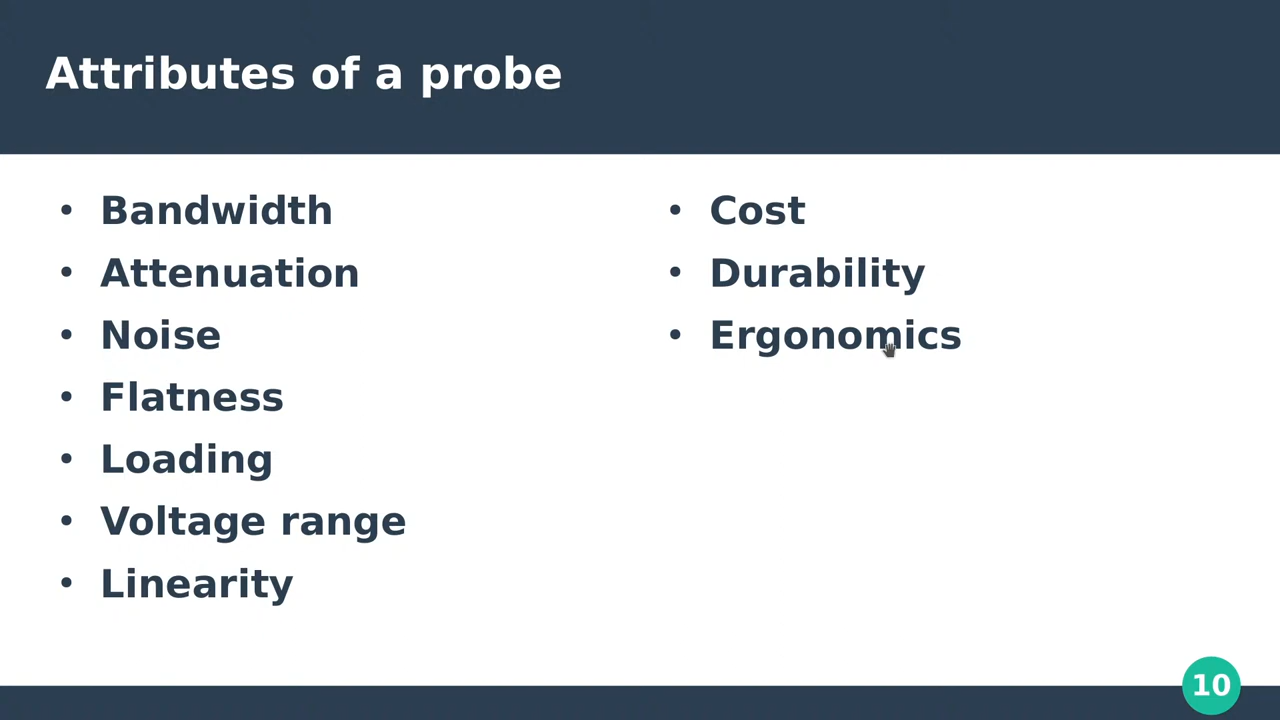 Attributes of a probe
• Bandwidth
• Attenuation
• Noise
• Flatness
• Loading
• Voltage range
• Linearity
• Cost
• Durability
• Ergonomics
10